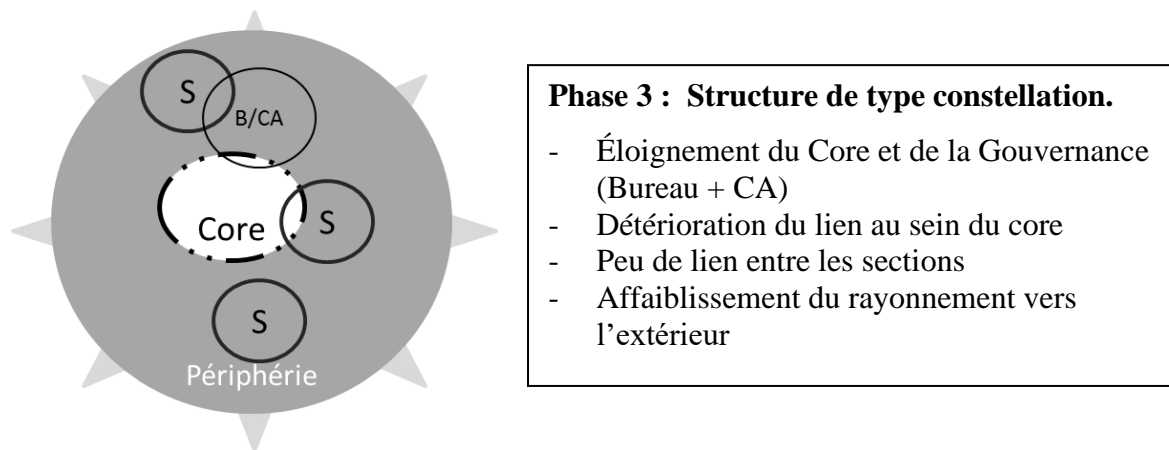 S
B/CA
Core
S
S
Périphérie
Phase 3 : Structure de type constellation.
- Éloignement du Core et de la Gouvernance
(Bureau + CA)
- Détérioration du lien au sein du core
- Peu de lien entre les sections
- Affaiblissement du rayonnement vers
l’extérieur